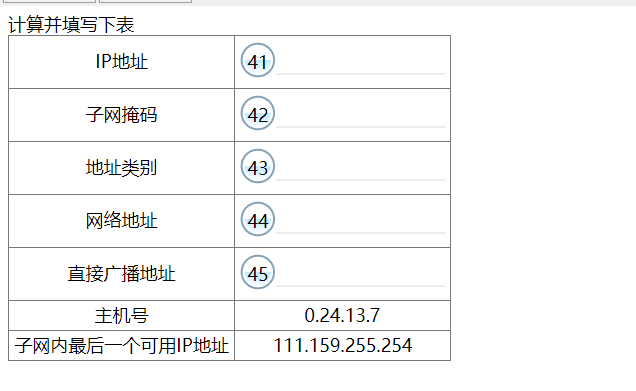 计算并填写下表
IP地址 41
子网掩码 42
地址类别 43
网络地址 44
直接广播地址 45
主机号 0.24.13.7
子网内最后一个可用IP地址 111.159.255.254